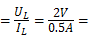 = U_L / I_L = 2V / 0.5A =